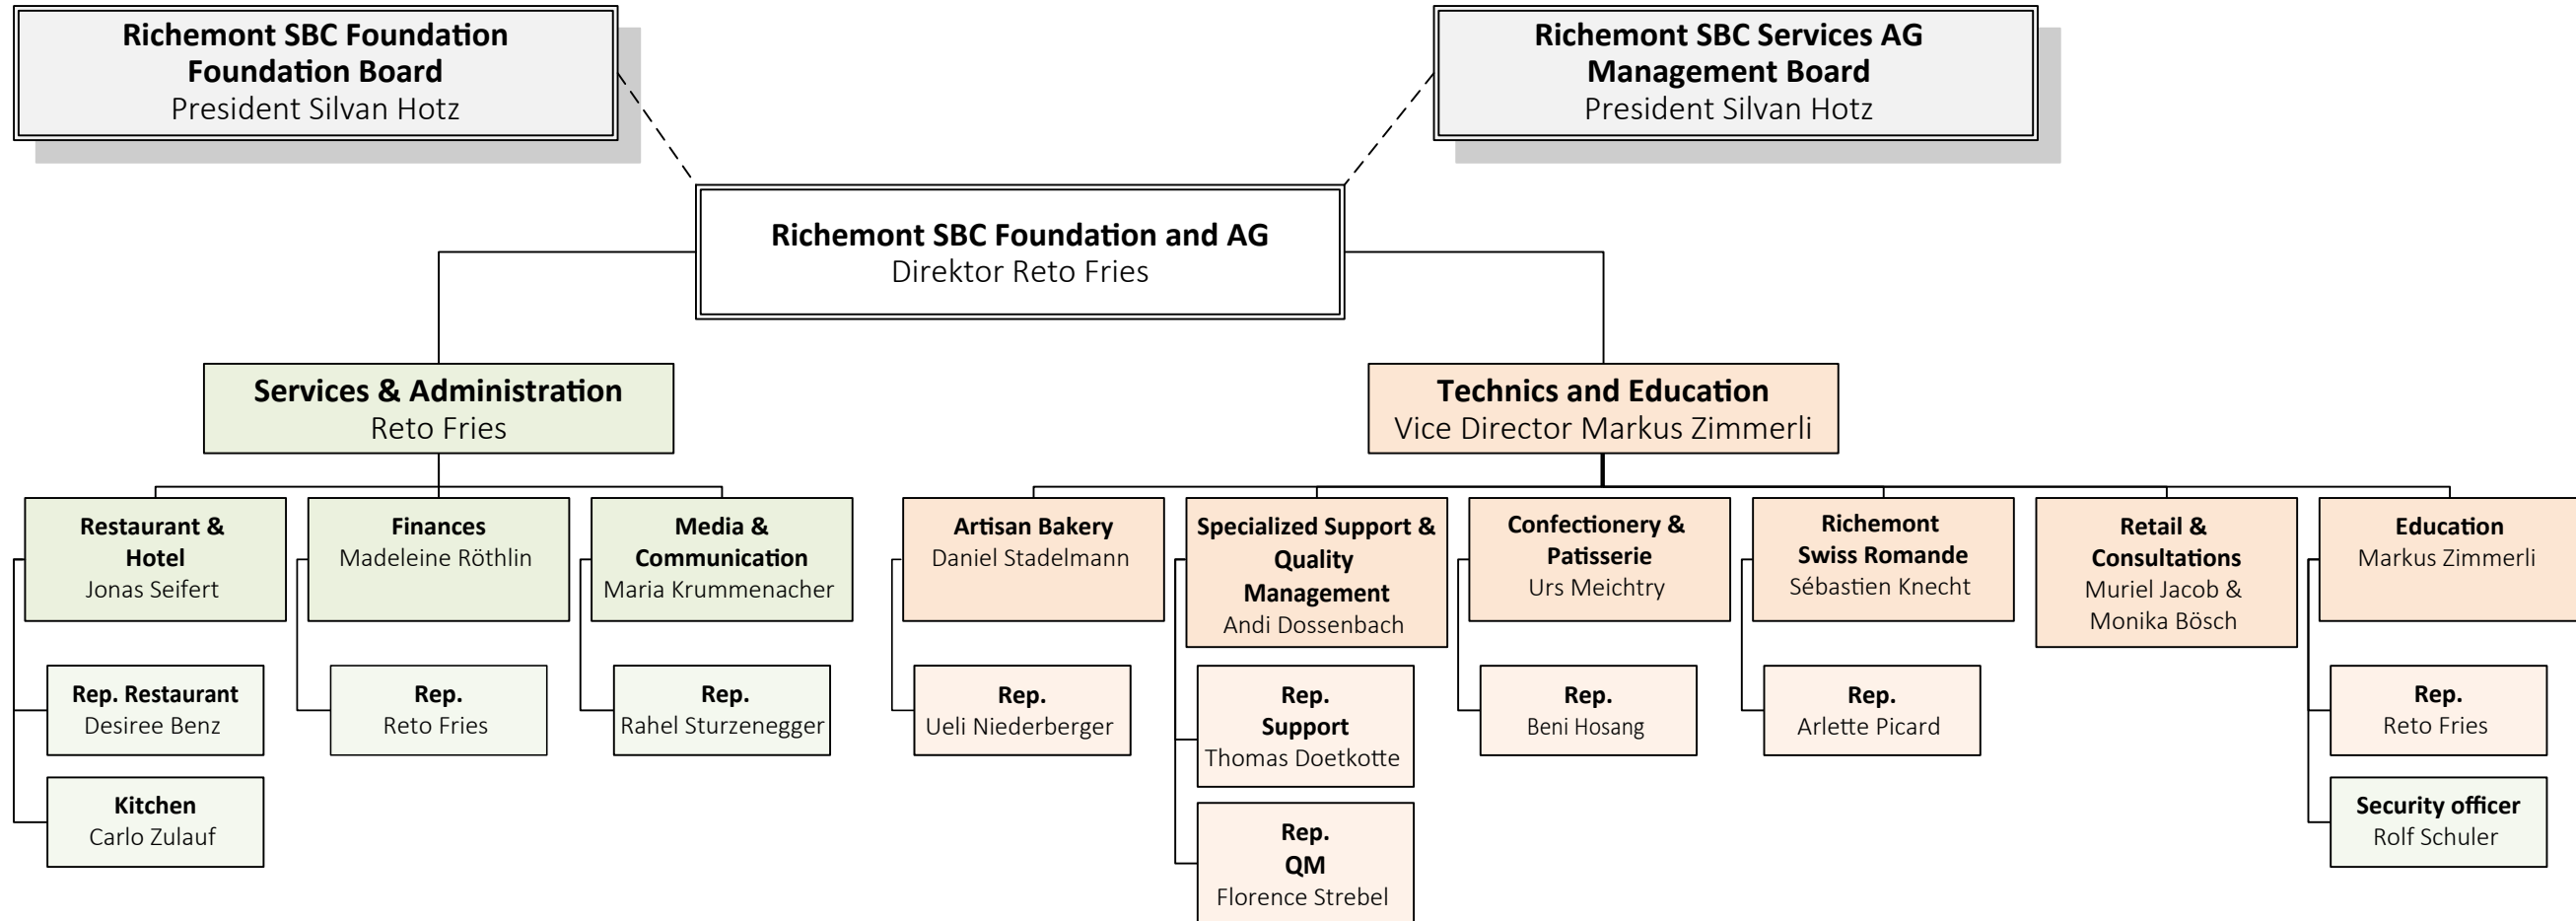 Richemont SBC Foundation
Foundation Board
President Silvan Hotz
Richemont SBC Services AG
Management Board
President Silvan Hotz
Richemont SBC Foundation and AG
Direktor Reto Fries
Services & Administration
Reto Fries
Technics and Education
Vice Director Markus Zimmerli
Restaurant &
Hotel
Jonas Seifert
Finances
Madeleine Röthlin
Media &
Communication
Maria Krummenacher
Artisan Bakery
Daniel Stadelmann
Specialized Support &
Quality
Management
Andi Dossenbach
Confectionery &
Patisserie
Urs Meichtry
Richemont
Swiss Romande
Sébastien Knecht
Retail &
Consultations
Muriel Jacob &
Monika Bösch
Education
Markus Zimmerli
Rep. Restaurant
Desiree Benz
Rep.
Reto Fries
Rep.
Rahel Sturzenegger
Rep.
Ueli Niederberger
Rep.
Support
Thomas Doetkotte
Rep.
Beni Hosang
Rep.
Arlette Picard
Rep.
Reto Fries
Kitchen
Carlo Zulauf
Rep.
QM
Florence Strebel
Security officer
Rolf Schuler